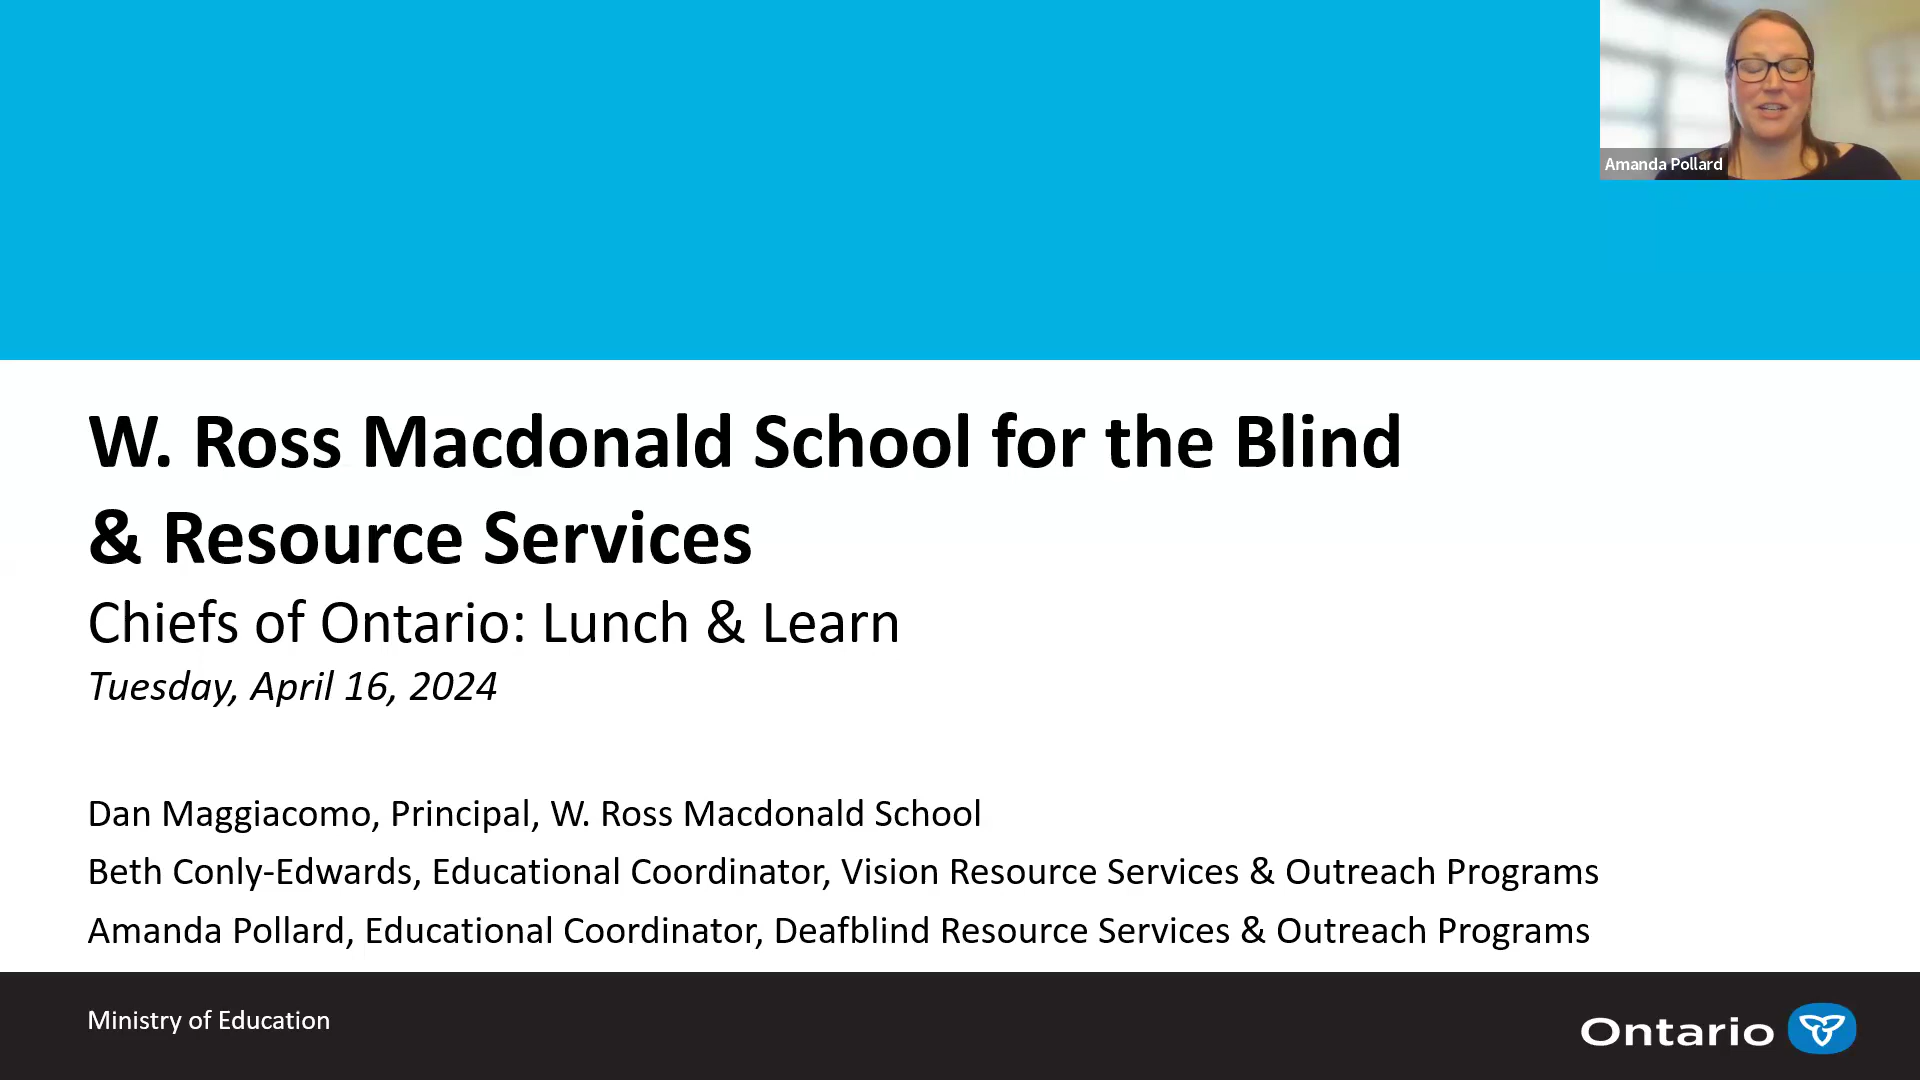 Amanda Pollard
W. Ross Macdonald School for the Blind
& Resource Services
Chiefs of Ontario: Lunch & Learn
Tuesday, April 16, 2024
Dan Maggiacomo, Principal, W. Ross Macdonald School
Beth Conly-Edwards, Educational Coordinator, Vision Resource Services & Outreach Programs
Amanda Pollard, Educational Coordinator, Deafblind Resource Services & Outreach Programs
Ministry of Education
Ontario